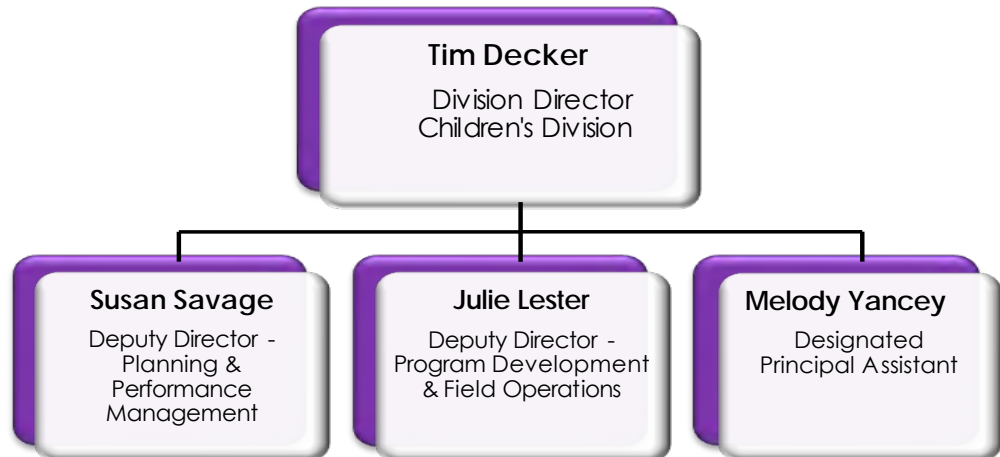 Tim Decker
Division Director
Children's Division
Susan Savage
Deputy Director -
Planning &
Performance
Management
Julie Lester
Deputy Director -
Program Development
& Field Operations
Melody Yancey
Designated
Principal Assistant